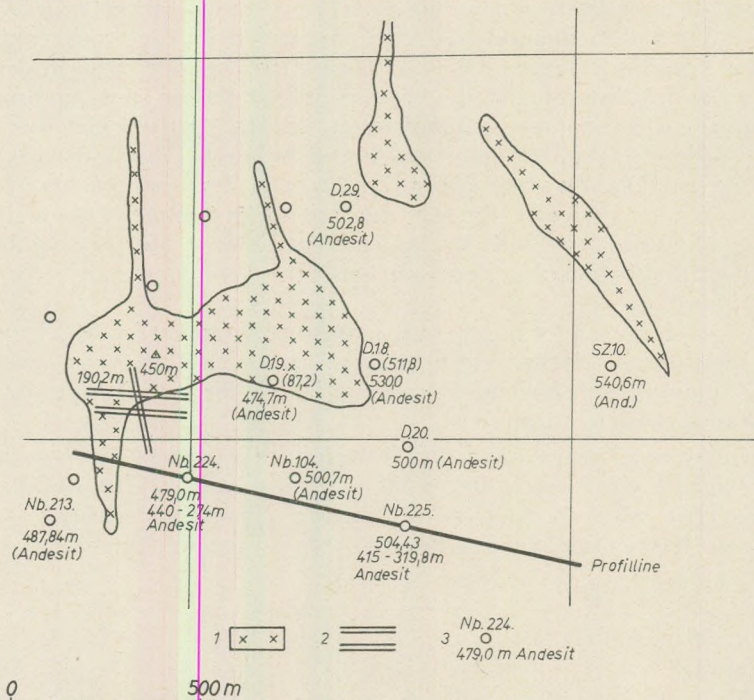 D.29.
502,8
(Andesit)
450m
190,2m
D.19.
(87,2)
474,7m
(Andesit)
D.18.
(511,8)
530,0
(Andesit)
SZ.10.
540,6m
(And.)
D.20.
500m (Andesit)
Nb.224.
479,0m
440-274m
Andesit
Nb.104.
500,7m
(Andesit)
Nb.213.
487,84m
(Andesit)
Nb.225.
504,43
415-319,8m
Andesit
Profilline
1
2
3
Nb.224.
479,0 m Andesit
0
500m